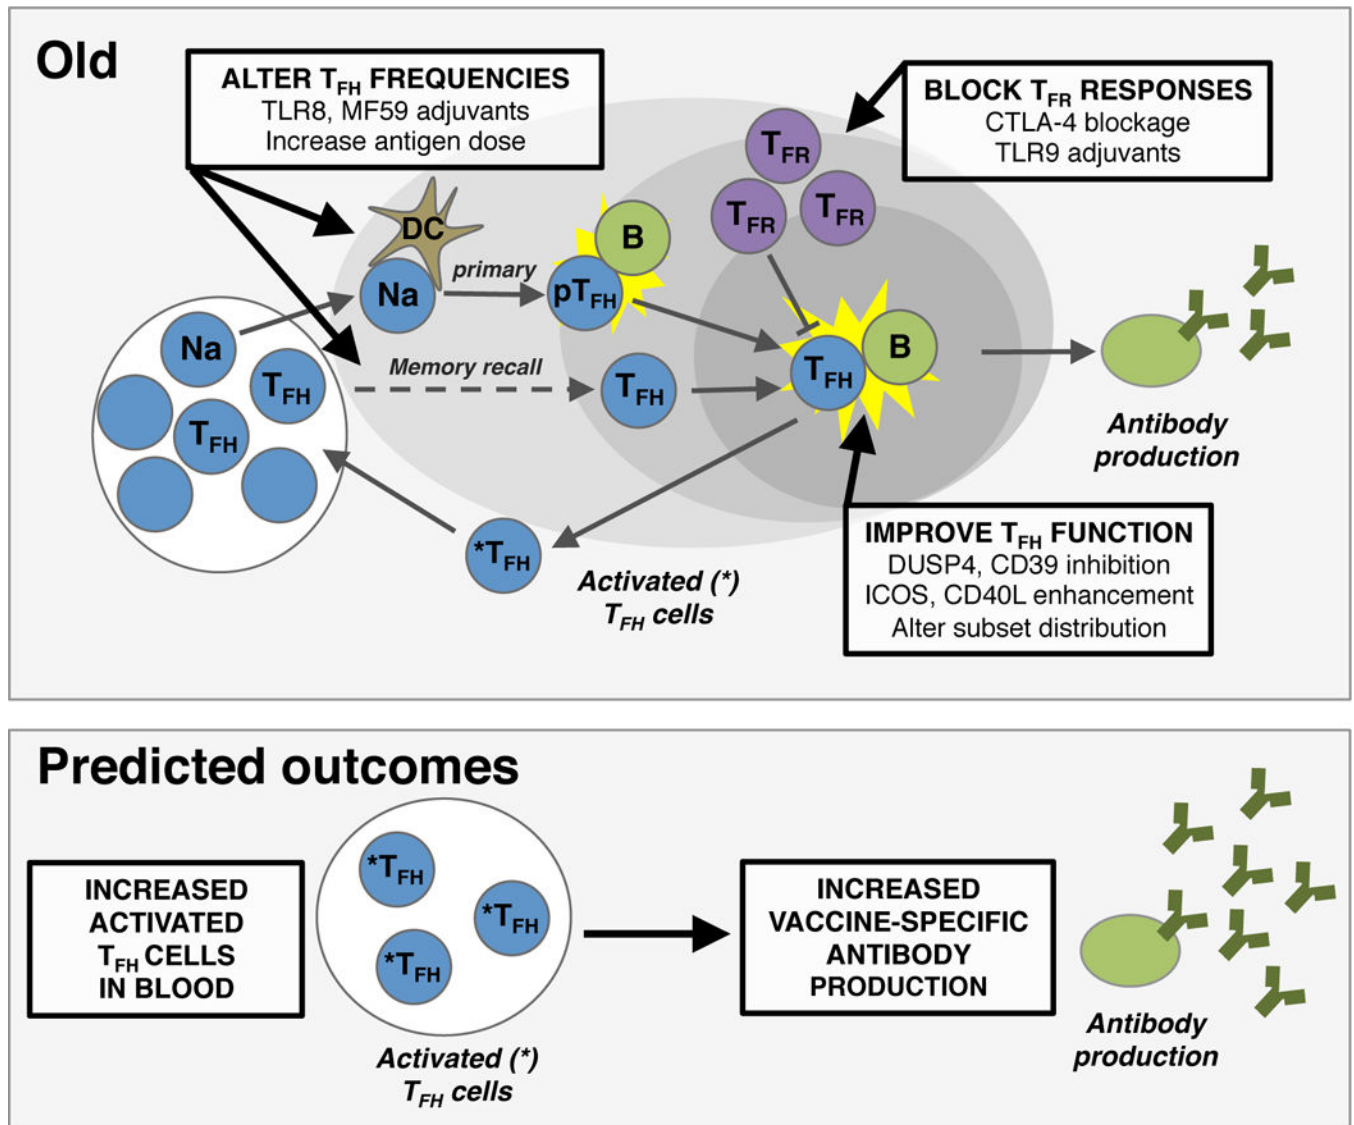 Old
ALTER TFH FREQUENCIES
TLR8, MF59 adjuvants
Increase antigen dose
BLOCK TFR RESPONSES
CTLA-4 blockage
TLR9 adjuvants
TFR
TFR
TFR
DC
B
Na
primary
pTFH
Na
TFH
TFH
Memory recall
TFH
TFH
B
Antibody
production
*TFH
Activated (*)
TFH cells
IMPROVE TFH FUNCTION
DUSP4, CD39 inhibition
ICOS, CD40L enhancement
Alter subset distribution
Predicted outcomes
INCREASED
ACTIVATED
TFH CELLS
IN BLOOD
*TFH
*TFH
*TFH
Activated (*)
TFH cells
INCREASED
VACCINE-SPECIFIC
ANTIBODY
PRODUCTION
Antibody
production